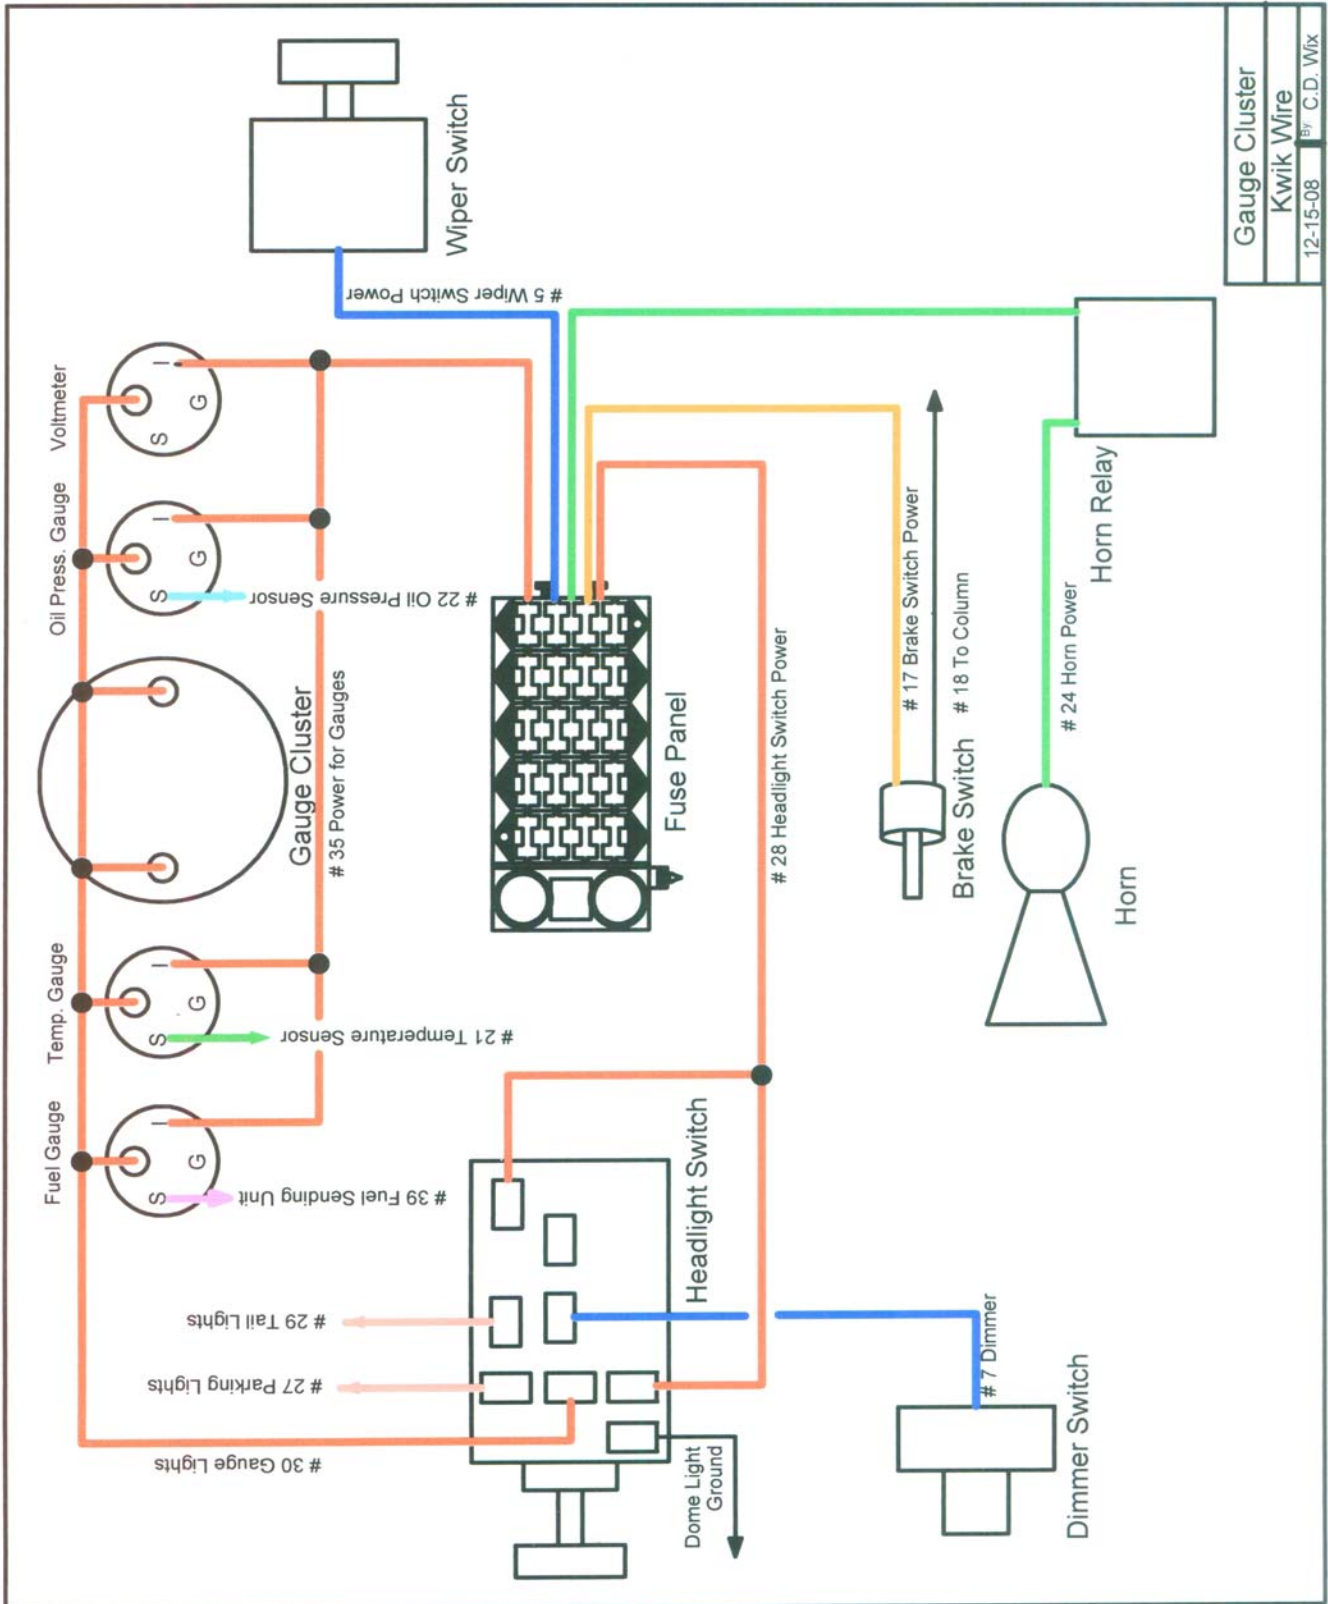 Fuel Gauge
Temp. Gauge
Oil Press. Gauge
Voltmeter
S
I
G
S
I
G
S
I
G
S
I
G
# 39 Fuel Sending Unit
# 21 Temperature Sensor
# 22 Oil Pressure Sensor
Gauge Cluster
# 35 Power for Gauges
# 30 Gauge Lights
# 27 Parking Lights
# 29 Tail Lights
# 5 Wiper Switch Power
Wiper Switch
Fuse Panel
Headlight Switch
Dome Light
Ground
# 28 Headlight Switch Power
# 17 Brake Switch Power
# 18 To Column
Brake Switch
# 7 Dimmer
Dimmer Switch
# 24 Horn Power
Horn
Horn Relay
Gauge Cluster
Kwik Wire
12-15-08
By: C.D. Wix